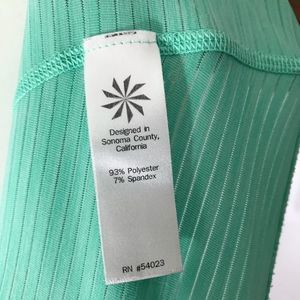 Designed in
Sonoma County,
California
93% Polyester
7% Spandex
RN #54023